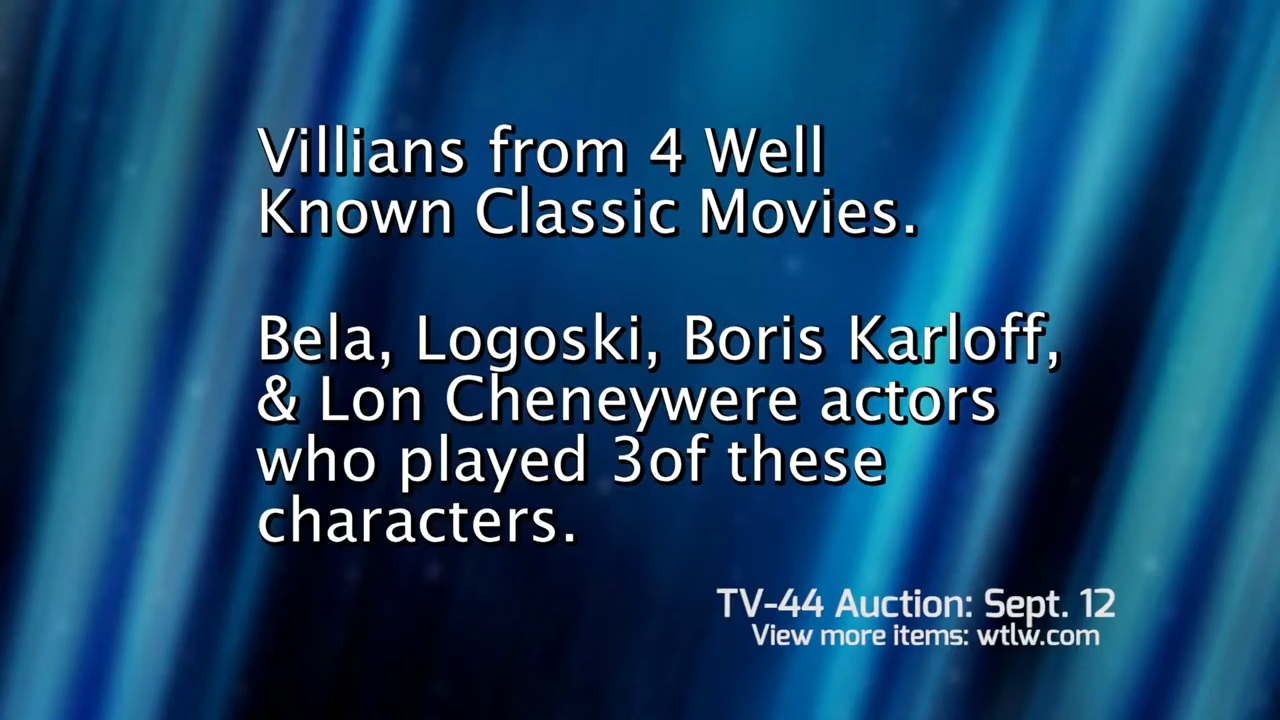 Villians from 4 Well
Known Classic Movies.
Bela, Logoski, Boris Karloff,
& Lon Cheneywere actors
who played 3of these
characters.
TV-44 Auction: Sept. 12
View more items: wtlw.com